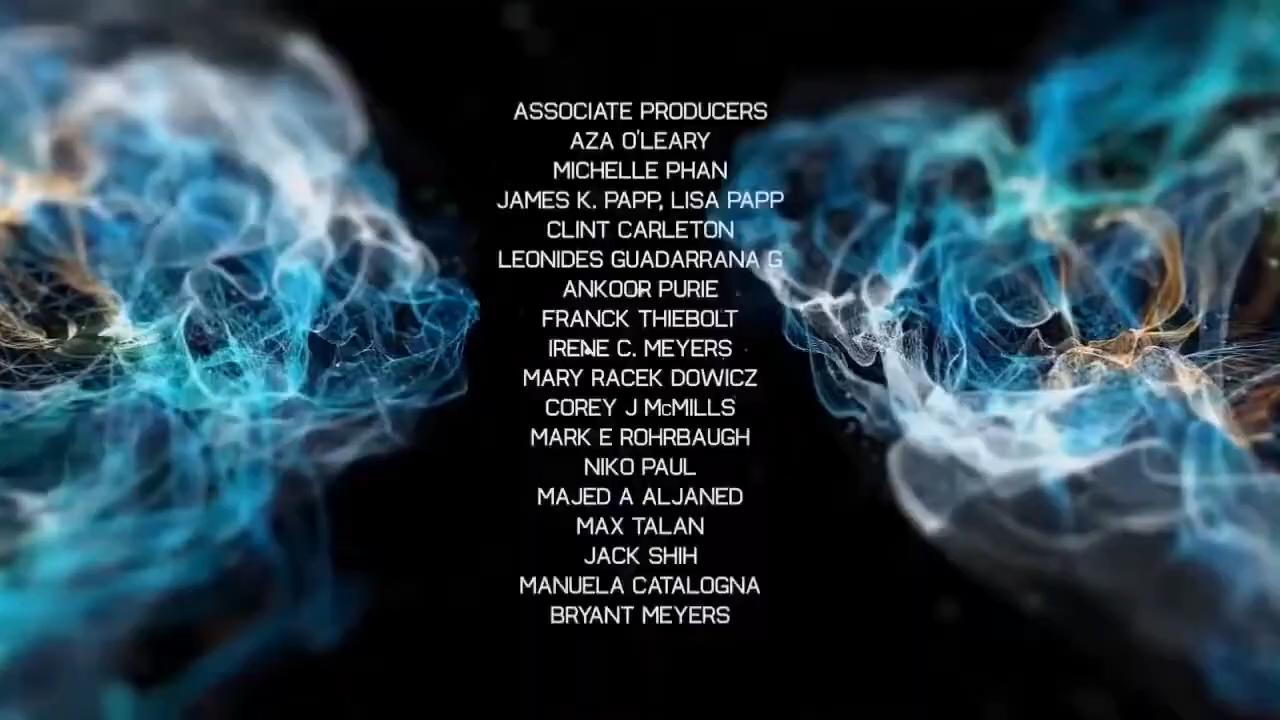 ASSOCIATE PRODUCERS
AZA O'LEARY
MICHELLE PHAN
JAMES K. PAPP, LISA PAPP
CLINT CARLETON
LEONIDES GUADARRANA G
ANKOOR PURIE
FRANCK THIEBOLT
IRENE C. MEYERS
MARY RACEK DOWICZ
COREY J McMILLS
MARK E ROHRBAUGH
NIKO PAUL
MAJED A ALJANED
MAX TALAN
JACK SHIH
MANUELA CATALOGNA
BRYANT MEYERS